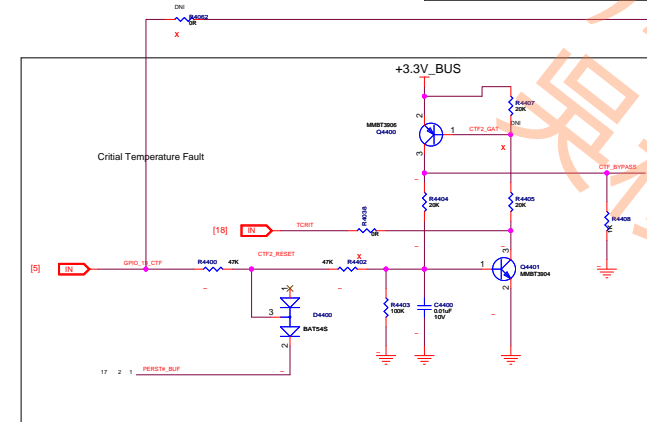 DNI
R4062
0R
X
+3.3V_BUS
R4407
20K
DNI
MMBT3906
Q4400
2
1
3
CTF2_GAT
X
Critial Temperature Fault
CTF_BYPASS
R4404
20K
R4405
20K
R4408
[18]
IN
TCRIT
R4038
0R
X
[5]
IN
GPIO_19_CTF
R4400
47K
CTF2_RESET
47K
R4402
1
3
2
Q4401
MMBT3904
1
3
2
D4400
BAT54S
R4403
100K
C4400
0.01uF
10V
17 2 1
PERST#_BUF